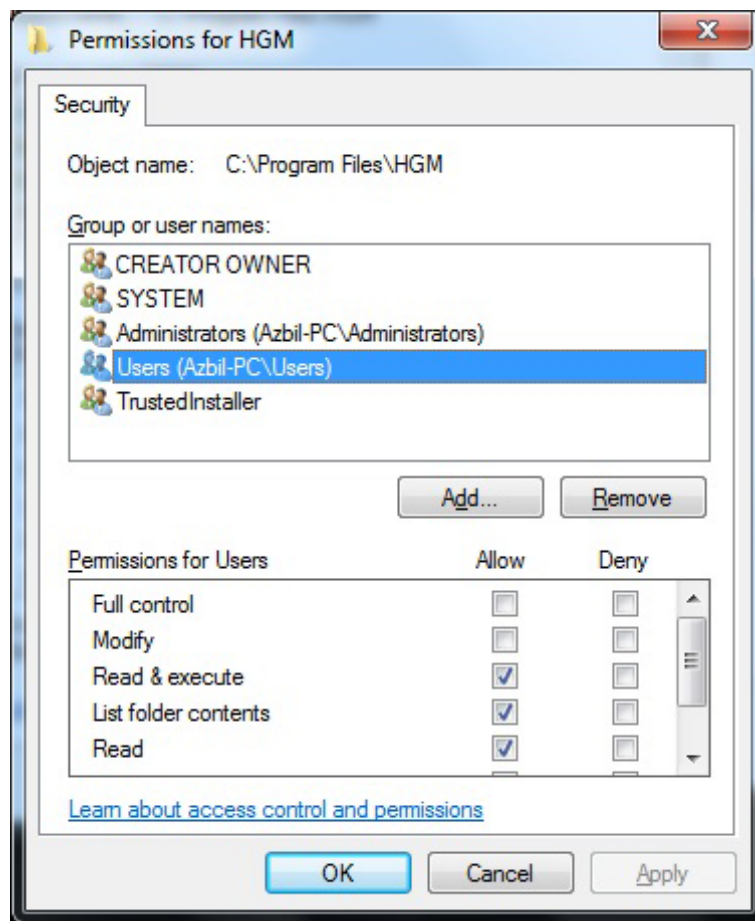 Permissions for HGM
Security
Object name: C:\Program Files\HGM
Group or user names:
CREATOR OWNER
SYSTEM
Administrators (Azbil-PC\Administrators)
Users (Azbil-PC\Users)
TrustedInstaller
Add... Remove
Permissions for Users Allow Deny
Full control
Modify
Read & execute
List folder contents
Read
Learn about access control and permissions
OK Cancel Apply